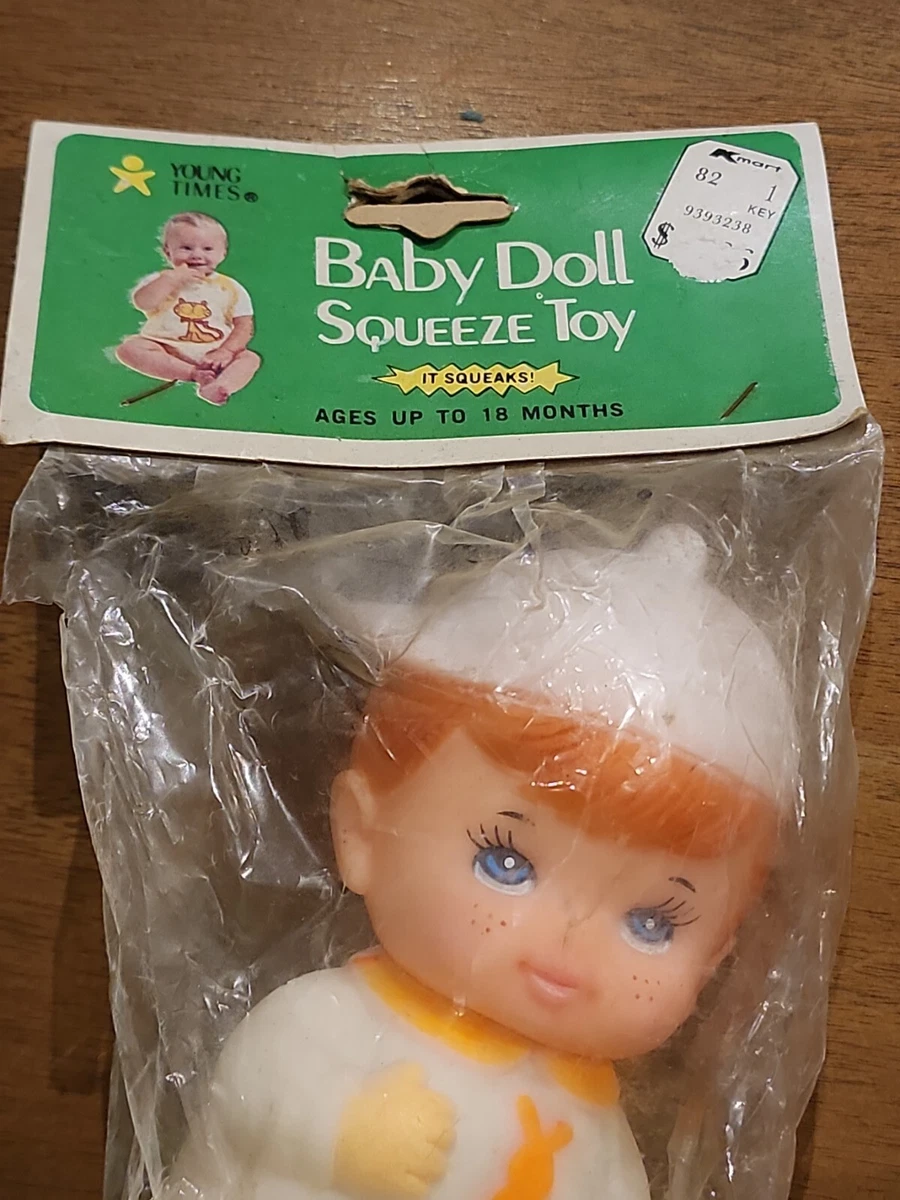 YOUNG
TIMES®
Kmart
82 1
KEY
9393238
$
Baby Doll
Squeeze Toy
IT SQUEAKS!
AGES UP TO 18 MONTHS